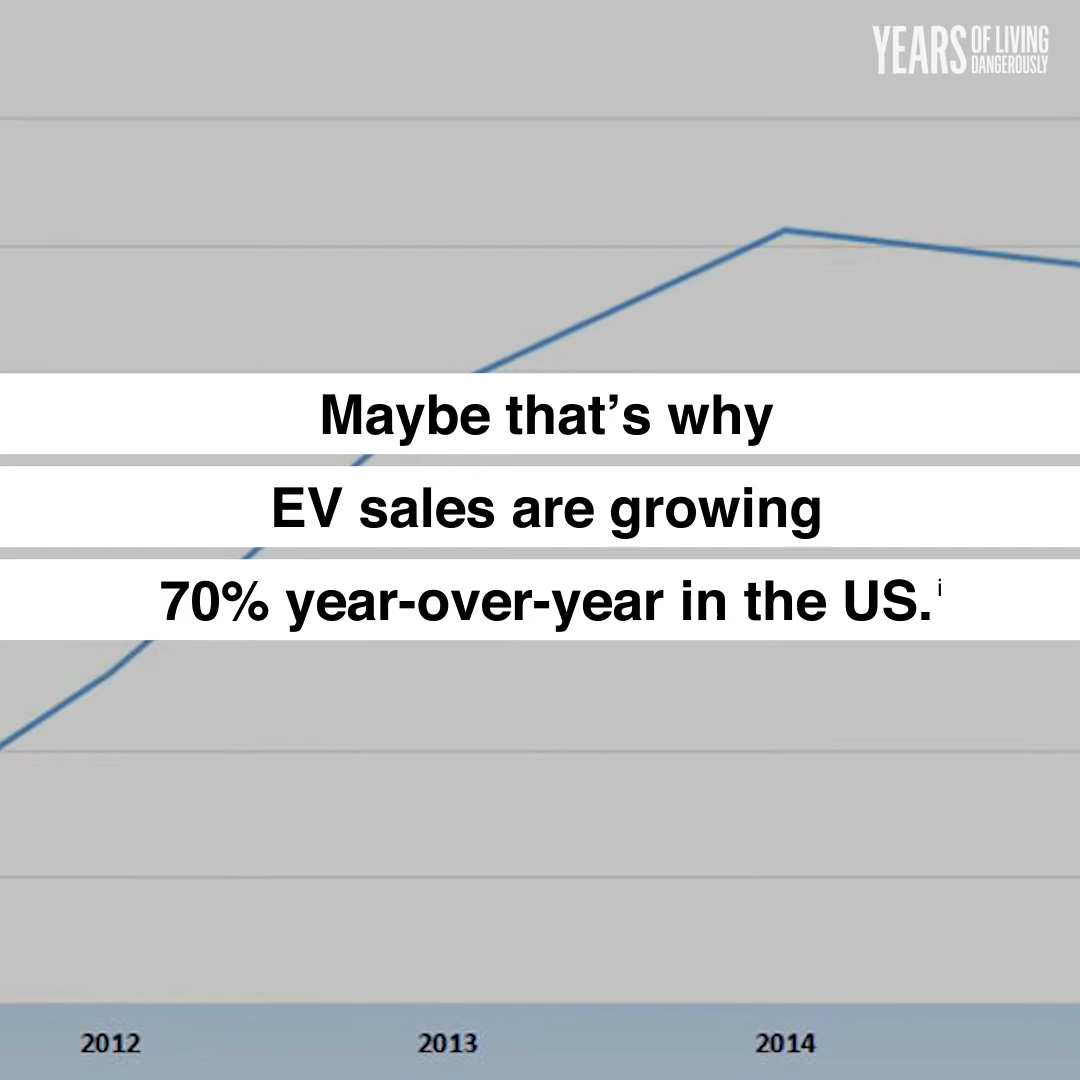 YEARS OF LIVING
DANGEROUSLY
Maybe that’s why
EV sales are growing
70% year-over-year in the US.ⁱ
2012 2013 2014